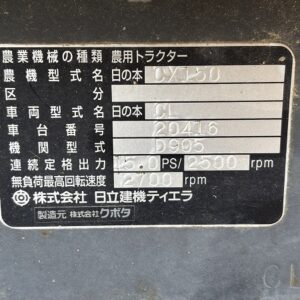 農業機械の種類 農用トラクター
農機型式名 日の本 CX150
区分
車両型式名 日の本 CL
車台番号 20416
機関型式 D905
連続定格出力 15.0 PS/2500 rpm
無負荷最高回転速度 2700 rpm
株式会社 日立建機ティエラ
製造元 株式会社クボタ